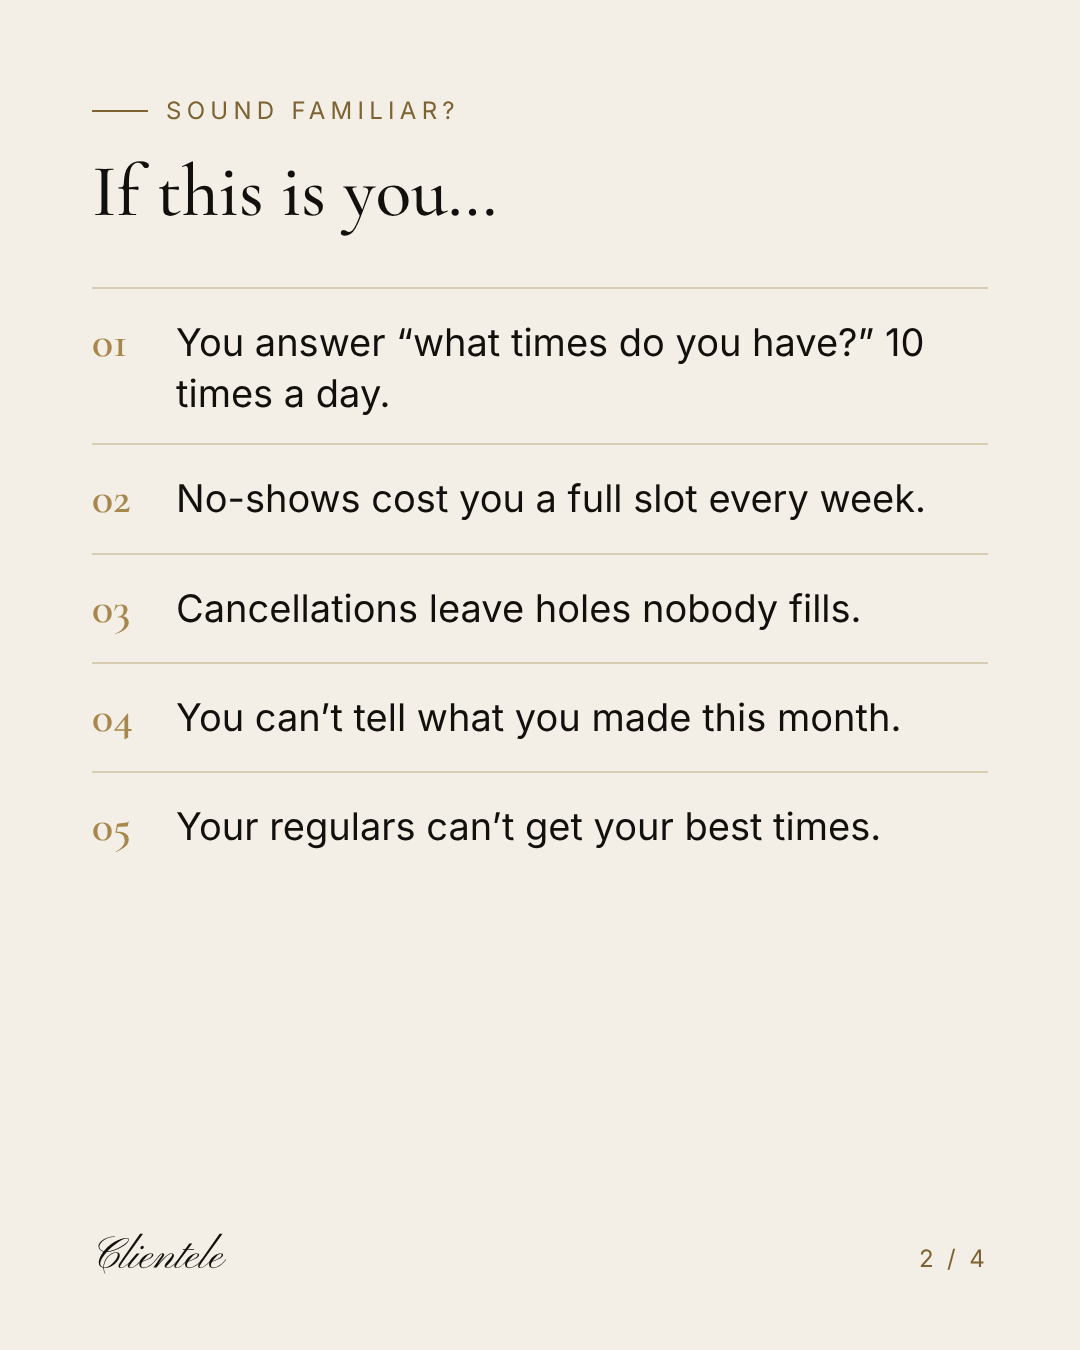 SOUND FAMILIAR?
If this is you…
01 You answer “what times do you have?” 10
times a day.
02 No-shows cost you a full slot every week.
03 Cancellations leave holes nobody fills.
04 You can’t tell what you made this month.
05 Your regulars can’t get your best times.
Clientele
2 / 4